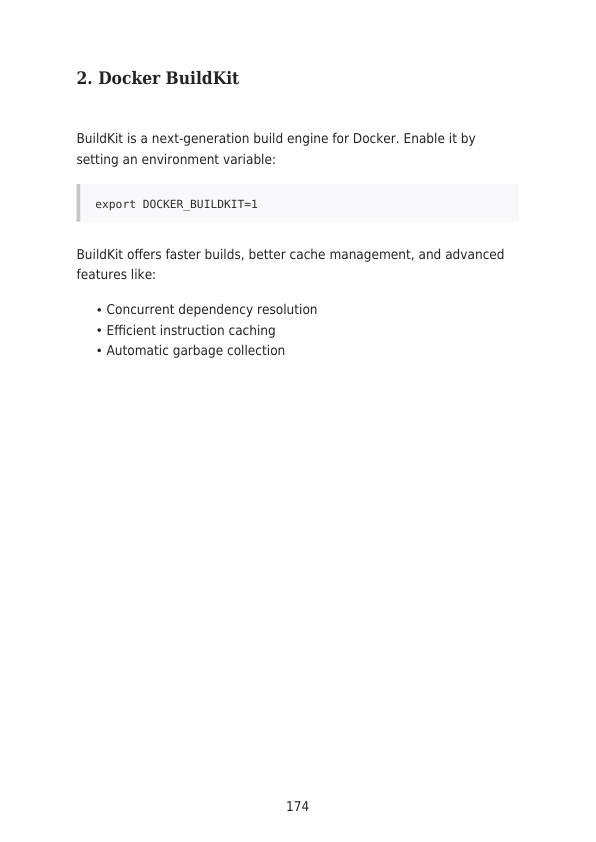 2. Docker BuildKit
BuildKit is a next-generation build engine for Docker. Enable it by
setting an environment variable:
export DOCKER_BUILDKIT=1
BuildKit offers faster builds, better cache management, and advanced
features like:
• Concurrent dependency resolution
• Efficient instruction caching
• Automatic garbage collection
174